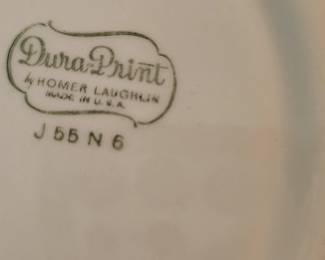 Dura-Print
by HOMER LAUGHLIN
MADE IN U.S.A.
J 55 N 6